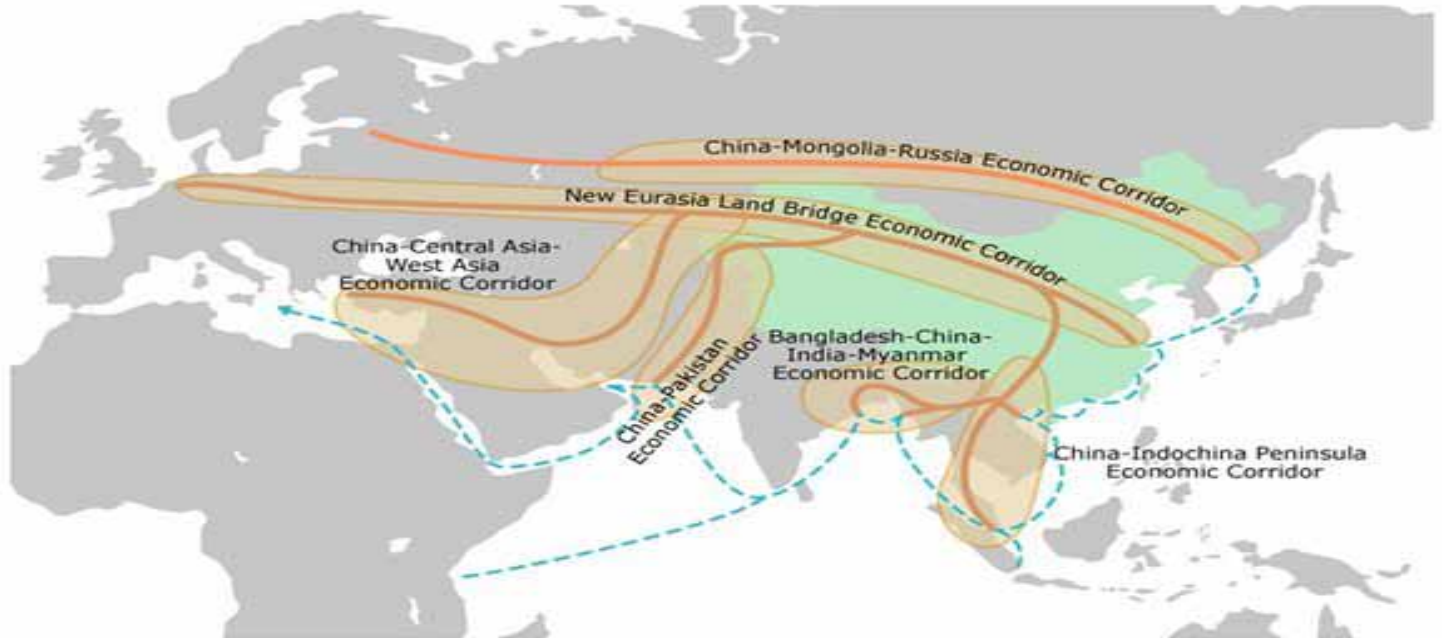 China-Mongolia-Russia Economic Corridor
New Eurasia Land Bridge Economic Corridor
China-Central Asia-
West Asia
Economic Corridor
China-Pakistan
Economic Corridor
Bangladesh-China-
India-Myanmar
Economic Corridor
China-Indochina Peninsula
Economic Corridor